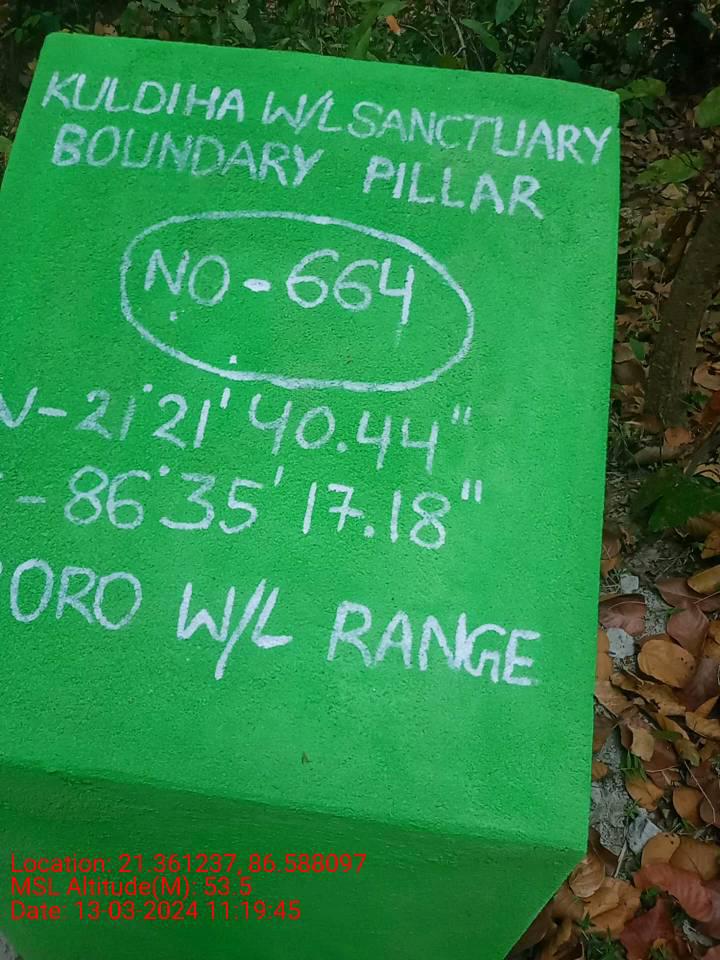 KULDIHA W/L SANCTUARY
BOUNDARY PILLAR
NO-664
N-21°21'40.44"
-86°35'17.18"
ORO W/L RANGE
Location: 21.361237, 86.588097
MSL Altitude(M): 53.5
Date: 13-03-2024 11:19:45